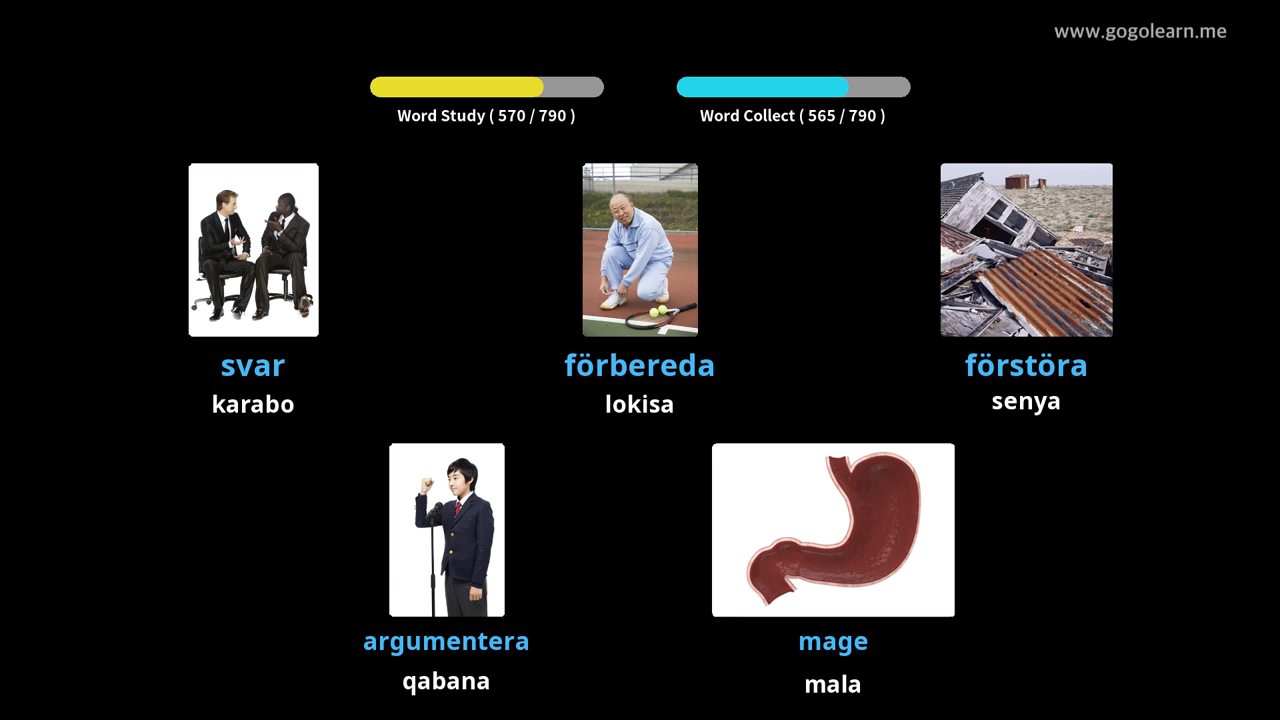 www.gogolearn.me
Word Study ( 570 / 790 )
Word Collect ( 565 / 790 )
svar
karabo
förbereda
lokisa
förstöra
senya
argumentera
qabana
mage
mala